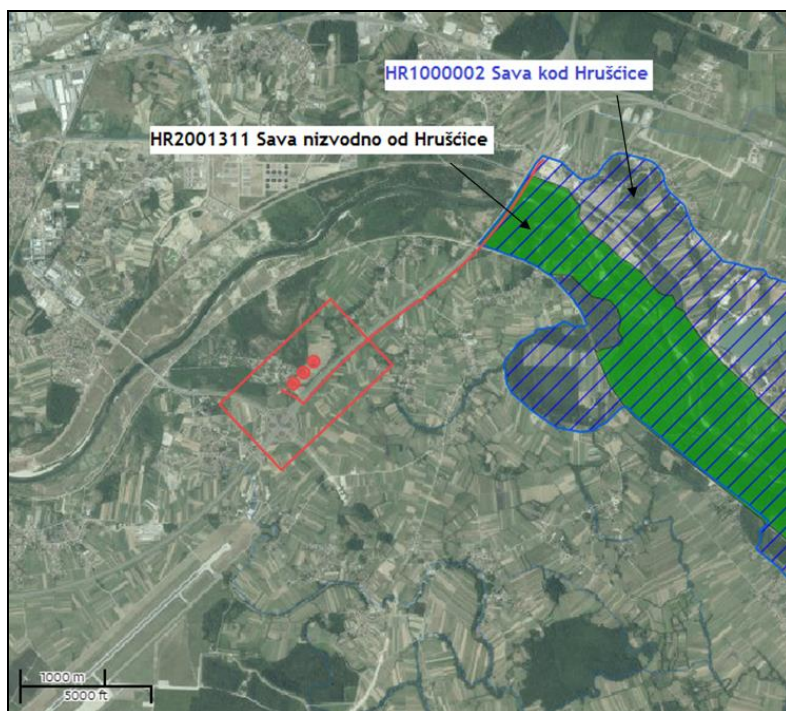 HR1000002 Sava kod Hrušćice
HR2001311 Sava nizvodno od Hrušćice
1000 m
5000 ft